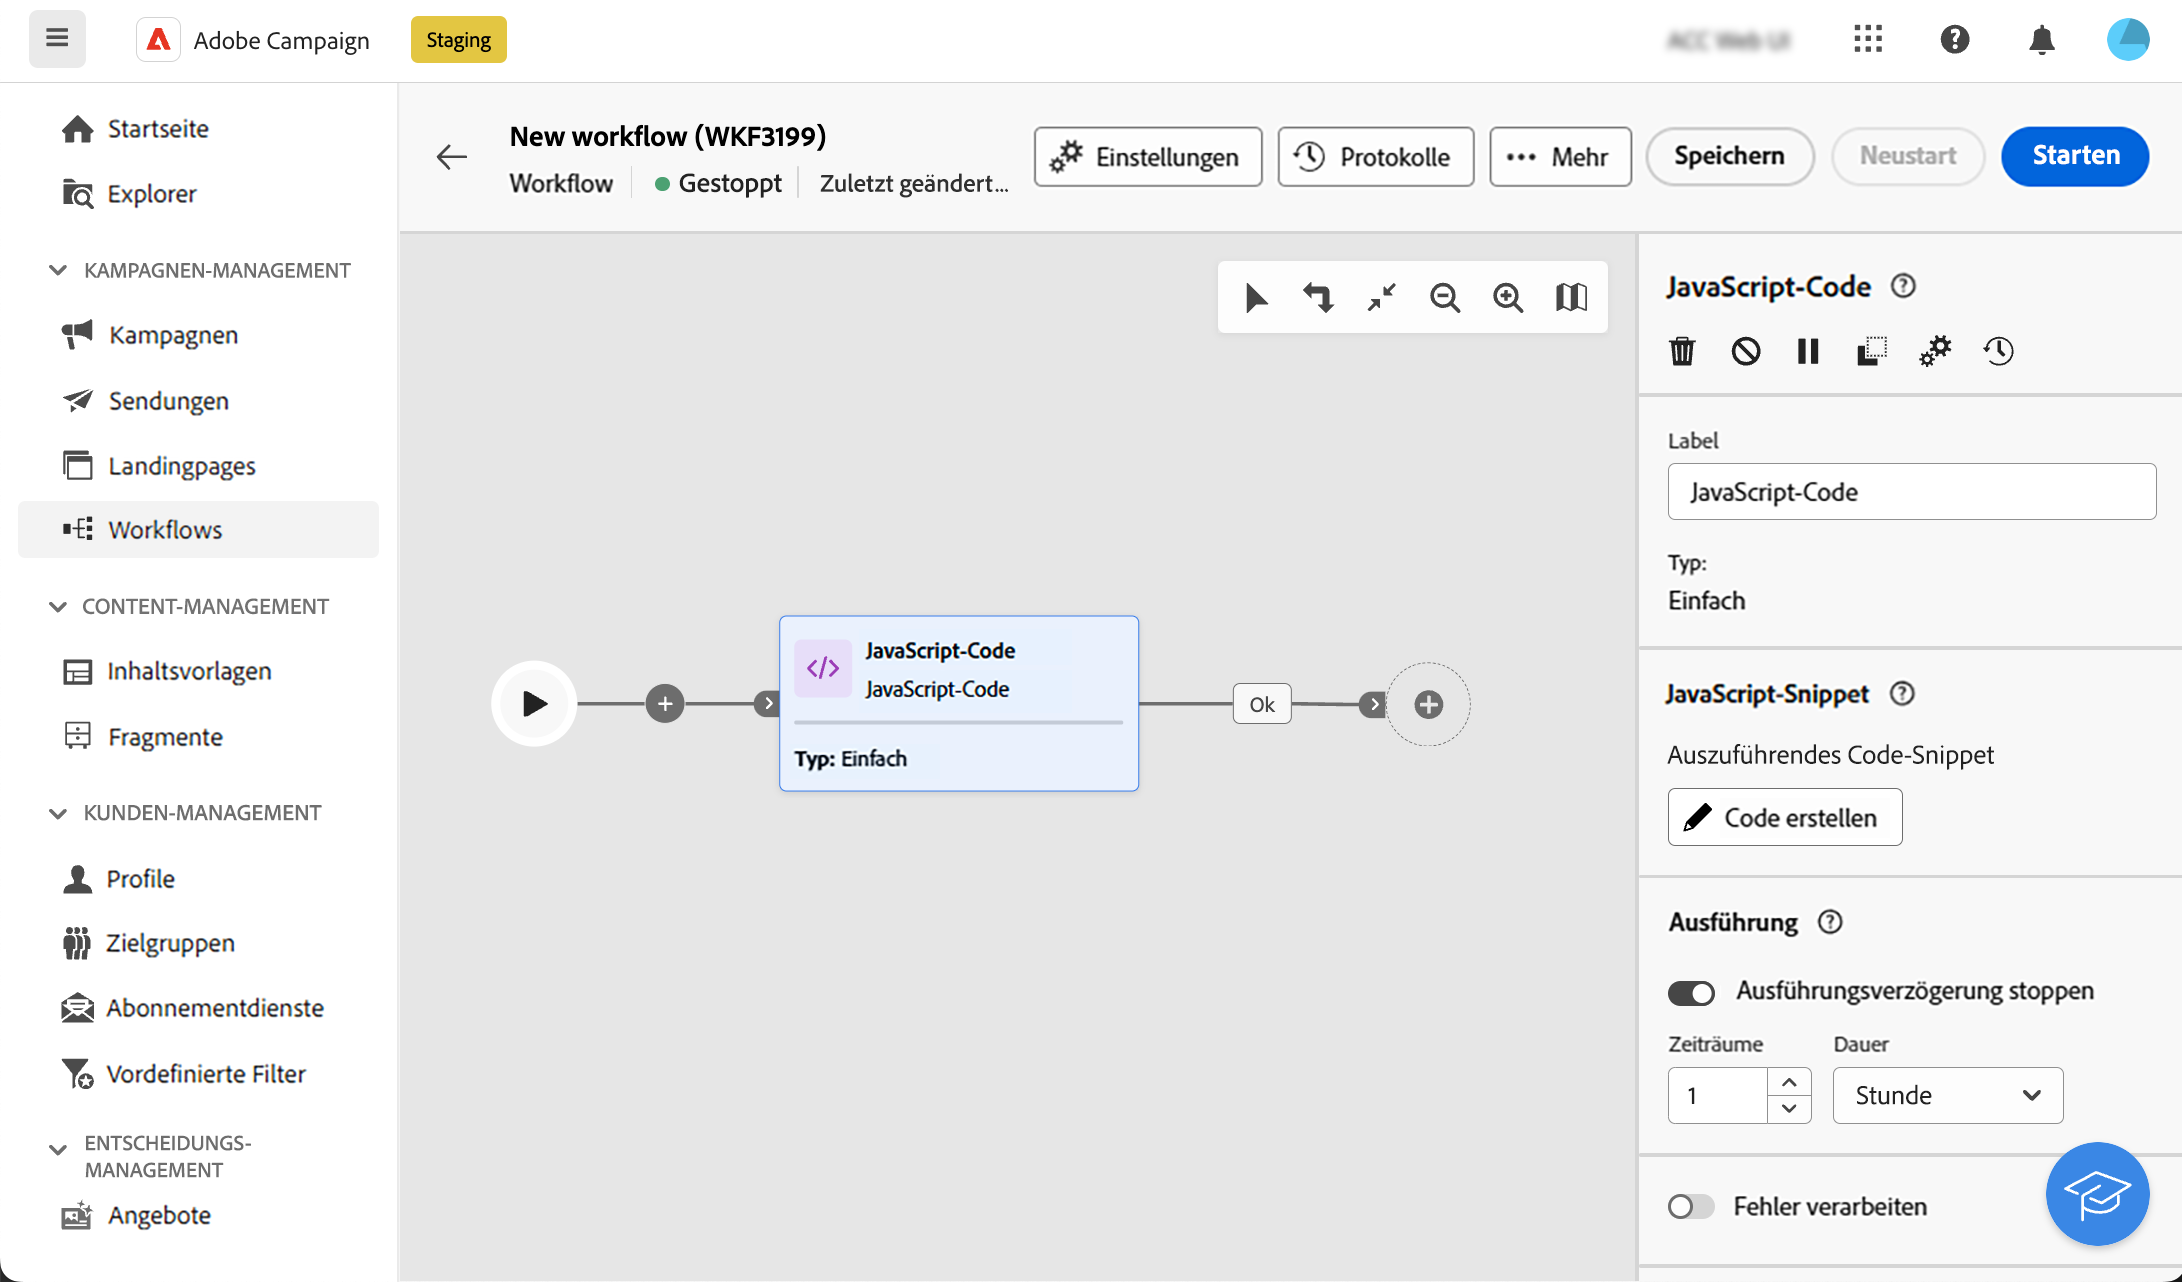 Adobe Campaign
Staging
Startseite
Explorer
KAMPAGNEN-MANAGEMENT
Kampagnen
Sendungen
Landingpages
Workflows
CONTENT-MANAGEMENT
Inhaltsvorlagen
Fragmente
KUNDEN-MANAGEMENT
Profile
Zielgruppen
Abonnementdienste
Vordefinierte Filter
ENTSCHEIDUNGS-
MANAGEMENT
Angebote
New workflow (WKF3199)
Workflow
Gestoppt
Zuletzt geändert...
Einstellungen
Protokolle
Mehr
Speichern
Neustart
Starten
JavaScript-Code
JavaScript-Code
Typ: Einfach
Ok
JavaScript-Code
Label
JavaScript-Code
Typ:
Einfach
JavaScript-Snippet
Auszuführendes Code-Snippet
Code erstellen
Ausführung
Ausführungsverzögerung stoppen
Zeiträume Dauer
1 Stunde
Fehler verarbeiten